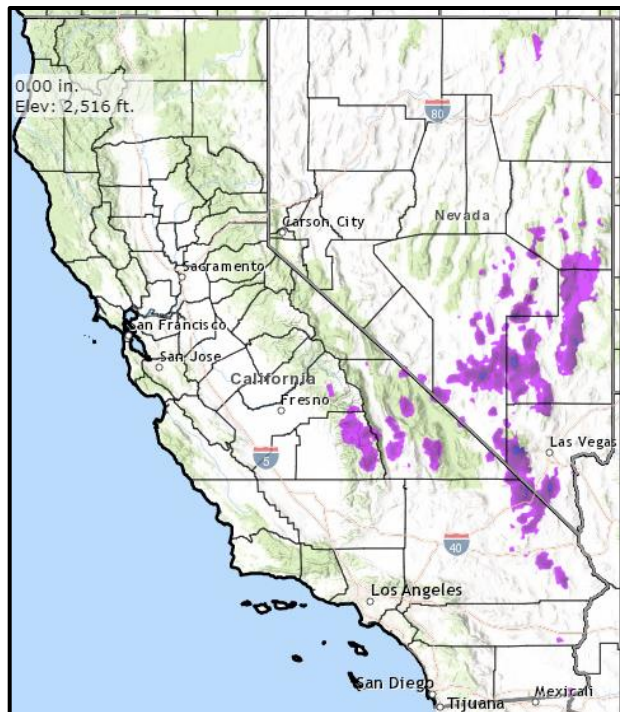 0.00 in.
Elev: 2,516 ft.
80
Carson City
Nevada
Sacramento
San Francisco
San Jose
California
Fresno
5
Las Vegas
40
Los Angeles
San Diego
Tijuana
Mexicali